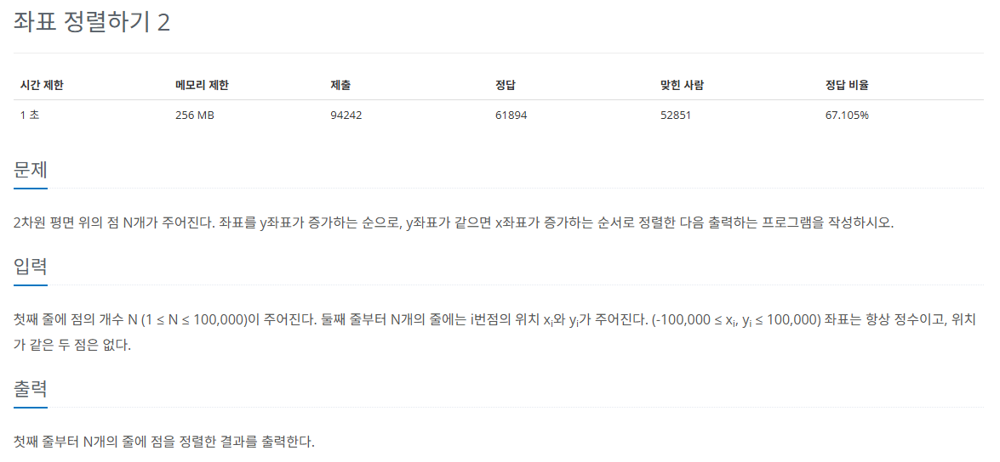 좌표 정렬하기 2
시간 제한 메모리 제한 제출 정답 맞힌 사람 정답 비율
1 초 256 MB 94242 61894 52851 67.105%
문제
2차원 평면 위의 점 N개가 주어진다. 좌표를 y좌표가 증가하는 순으로, y좌표가 같으면 x좌표가 증가하는 순서로 정렬한 다음 출력하는 프로그램을 작성하시오.
입력
첫째 줄에 점의 개수 N (1 ≤ N ≤ 100,000)이 주어진다. 둘째 줄부터 N개의 줄에는 i번점의 위치 xi와 yi가 주어진다. (-100,000 ≤ xi, yi ≤ 100,000) 좌표는 항상 정수이고, 위치
가 같은 두 점은 없다.
출력
첫째 줄부터 N개의 줄에 점을 정렬한 결과를 출력한다.